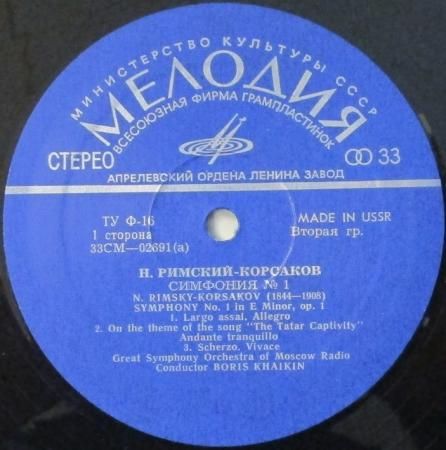 МИНИСТЕРСТВО КУЛЬТУРЫ СССР
МЕЛОДИЯ
ВСЕСОЮЗНАЯ ФИРМА ГРАМПЛАСТИНОК
СТЕРЕО
33
АПРЕЛЕВСКИЙ ОРДЕНА ЛЕНИНА ЗАВОД
ТУ Ф-16
MADE IN USSR
1 сторона
Вторая гр.
33СМ—02691(а)
Н. РИМСКИЙ-КОРСАКОВ
СИМФОНИЯ № 1
N. RIMSKY-KORSAKOV (1844—1908)
SYMPHONY No. 1 in E Minor, op. 1
1. Largo assai. Allegro
2. On the theme of the song "The Tatar Captivity"
Andante tranquillo
3. Scherzo. Vivace
Great Symphony Orchestra of Moscow Radio
Conductor BORIS KHAIKIN